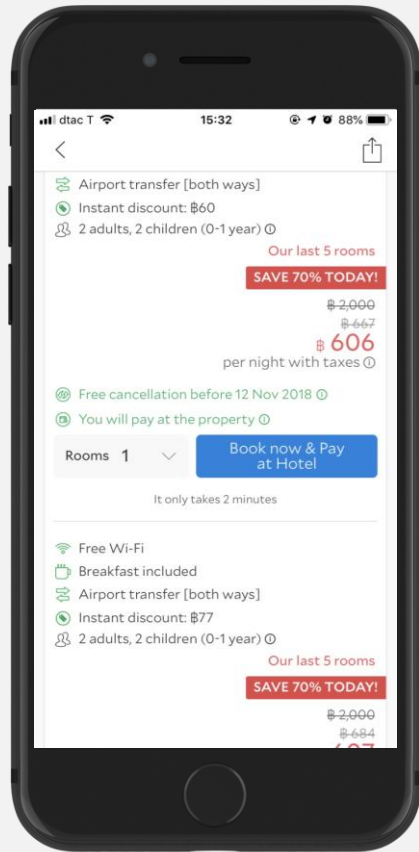 dtac T 15:32 88%
Airport transfer [both ways]
Instant discount: ฿60
2 adults, 2 children (0-1 year)
Our last 5 rooms
SAVE 70% TODAY!
฿ 2,000
฿ 667
฿ 606
per night with taxes
Free cancellation before 12 Nov 2018
You will pay at the property
Rooms 1
Book now & Pay
at Hotel
It only takes 2 minutes
Free Wi-Fi
Breakfast included
Airport transfer [both ways]
Instant discount: ฿77
2 adults, 2 children (0-1 year)
Our last 5 rooms
SAVE 70% TODAY!
฿ 2,000
฿ 684